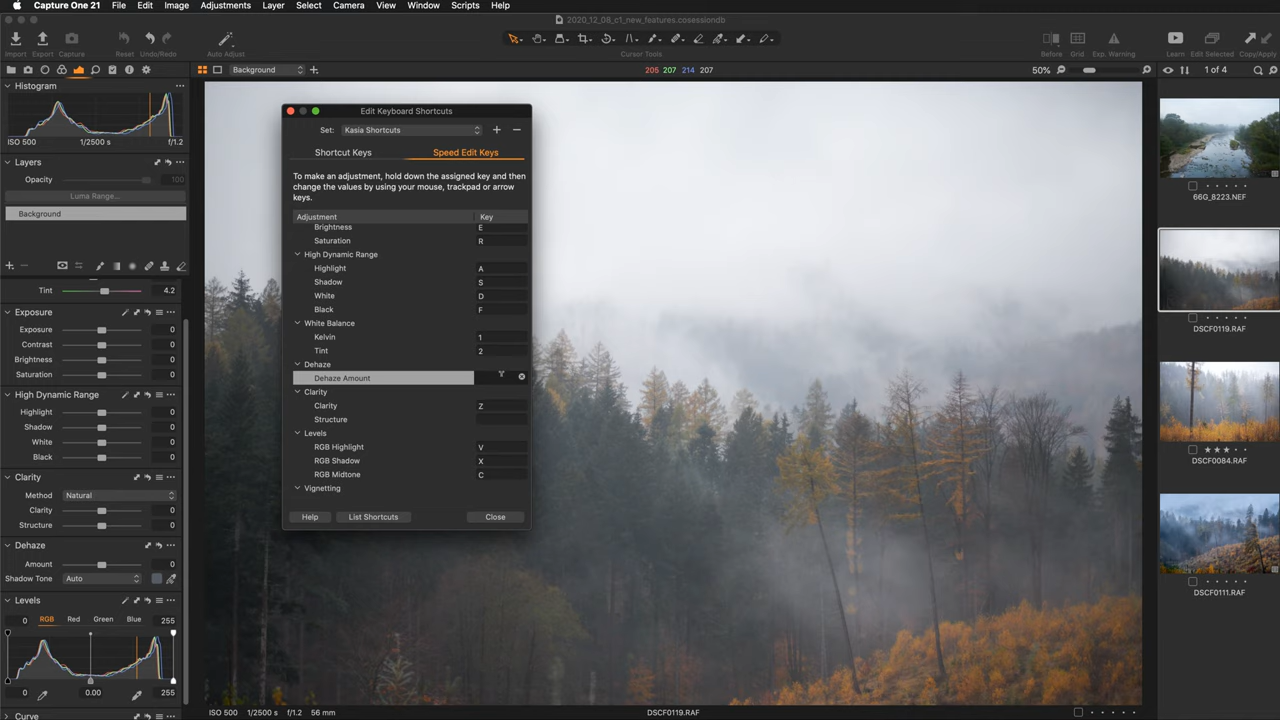 Capture One 21 File Edit Image Adjustments Layer Select Camera View Window Scripts Help
2020_12_08_c1_new_features.cosessiondb
Import Export Capture Reset Undo/Redo Auto Adjust Cursor Tools Before Grid Exp. Warning Learn Edit Selected Copy/Apply
Background 205 207 214 207 50% 1 of 4
Histogram
ISO 500 1/2500 s f/1.2
Layers
Opacity 100
Luma Range...
Background
Tint 4.2
Exposure
Exposure 0
Contrast 0
Brightness 0
Saturation 0
High Dynamic Range
Highlight 0
Shadow 0
White 0
Black 0
Clarity
Method Natural
Clarity 0
Structure 0
Dehaze
Amount 0
Shadow Tone Auto
Levels
0 RGB Red Green Blue 255
0 0.00 255
Curve
Edit Keyboard Shortcuts
Set: Kasia Shortcuts
Shortcut Keys Speed Edit Keys
To make an adjustment, hold down the assigned key and then
change the values by using your mouse, trackpad or arrow
keys.
Adjustment Key
Brightness E
Saturation R
High Dynamic Range
Highlight A
Shadow S
White D
Black F
White Balance
Kelvin 1
Tint 2
Dehaze
Dehaze Amount
Clarity
Clarity Z
Structure
Levels
RGB Highlight V
RGB Shadow X
RGB Midtone C
Vignetting
Help List Shortcuts Close
66G_8223.NEF
DSCF0119.RAF
DSCF0084.RAF
DSCF0111.RAF
ISO 500 1/2500 s f/1.2 56 mm DSCF0119.RAF